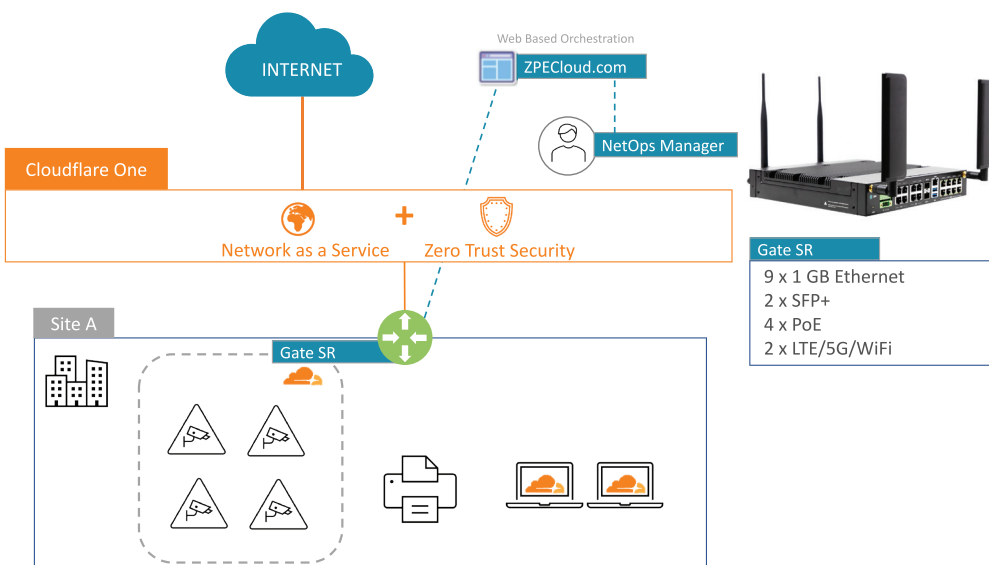 Web Based Orchestration
INTERNET
ZPECloud.com
NetOps Manager
Cloudflare One
+
Network as a Service
Zero Trust Security
Gate SR
9 x 1 GB Ethernet
2 x SFP+
4 x PoE
2 x LTE/5G/WiFi
Site A
Gate SR